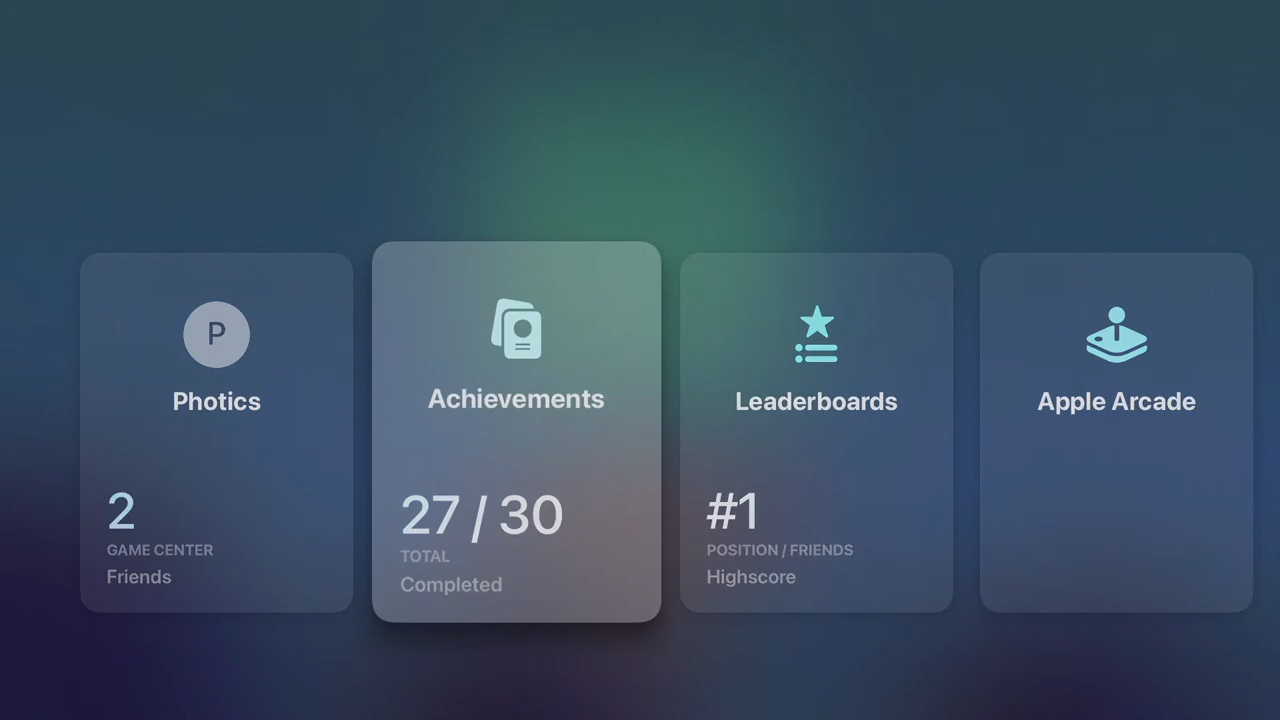 P
Photics
2
GAME CENTER
Friends
Achievements
27 / 30
TOTAL
Completed
Leaderboards
#1
POSITION / FRIENDS
Highscore
Apple Arcade